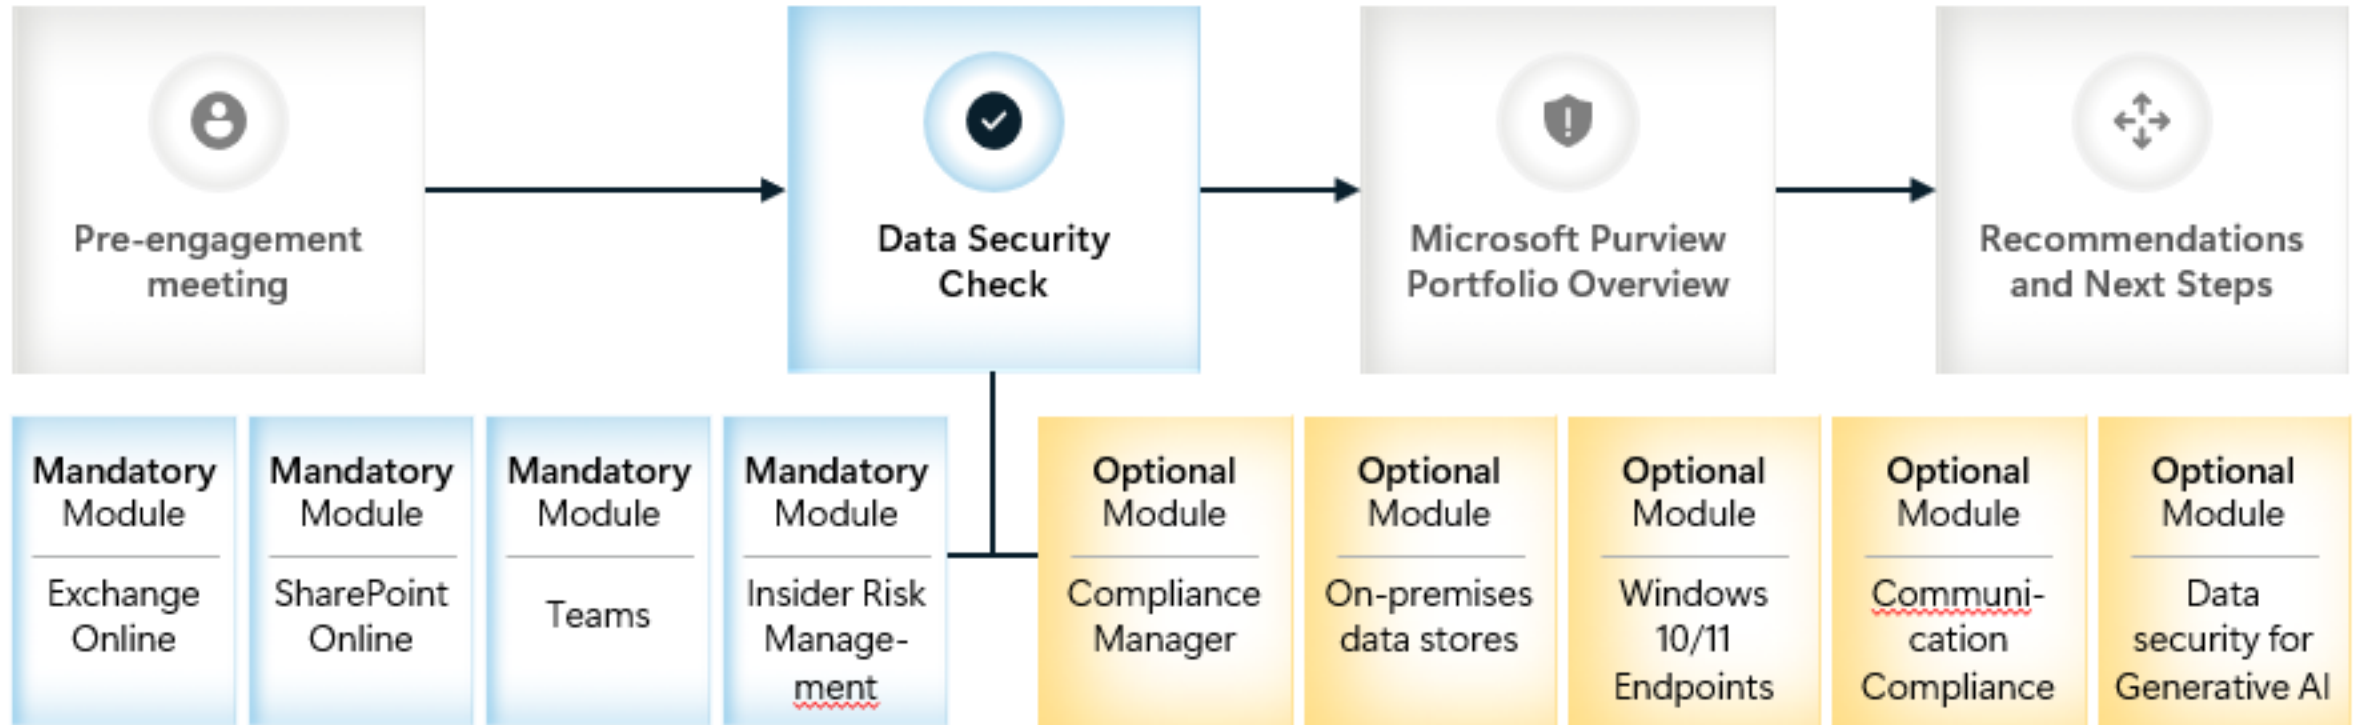 Pre-engagement
meeting
Data Security
Check
Microsoft Purview
Portfolio Overview
Recommendations
and Next Steps
Mandatory
Module
Exchange
Online
Mandatory
Module
SharePoint
Online
Mandatory
Module
Teams
Mandatory
Module
Insider Risk
Manage-
ment
Optional
Module
Compliance
Manager
Optional
Module
On-premises
data stores
Optional
Module
Windows
10/11
Endpoints
Optional
Module
Communi-
cation
Compliance
Optional
Module
Data
security for
Generative AI